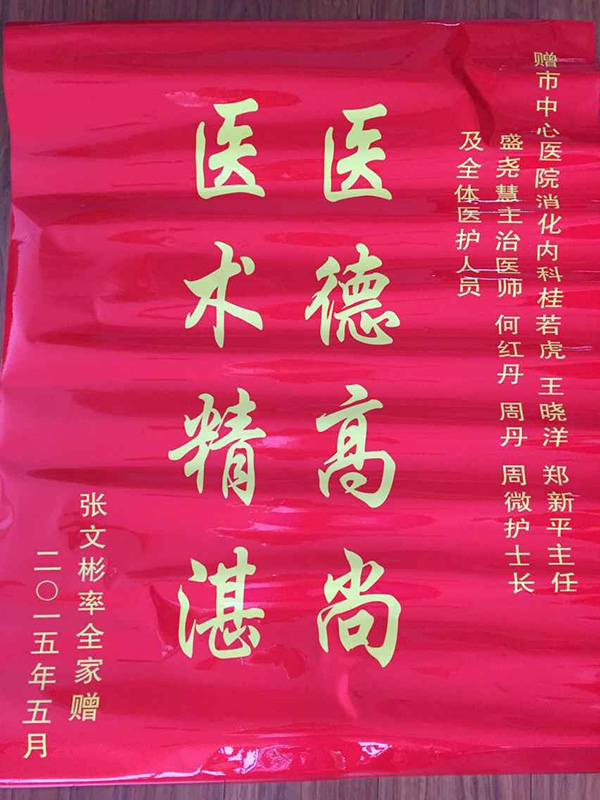 赠市中心医院消化内科桂若虎 王晓洋 郑新平主任
盛尧慧主治医师 何红丹 周丹 周微护士长
及全体医护人员
医德高尚
医术精湛
张文彬率全家赠
二〇一五年五月